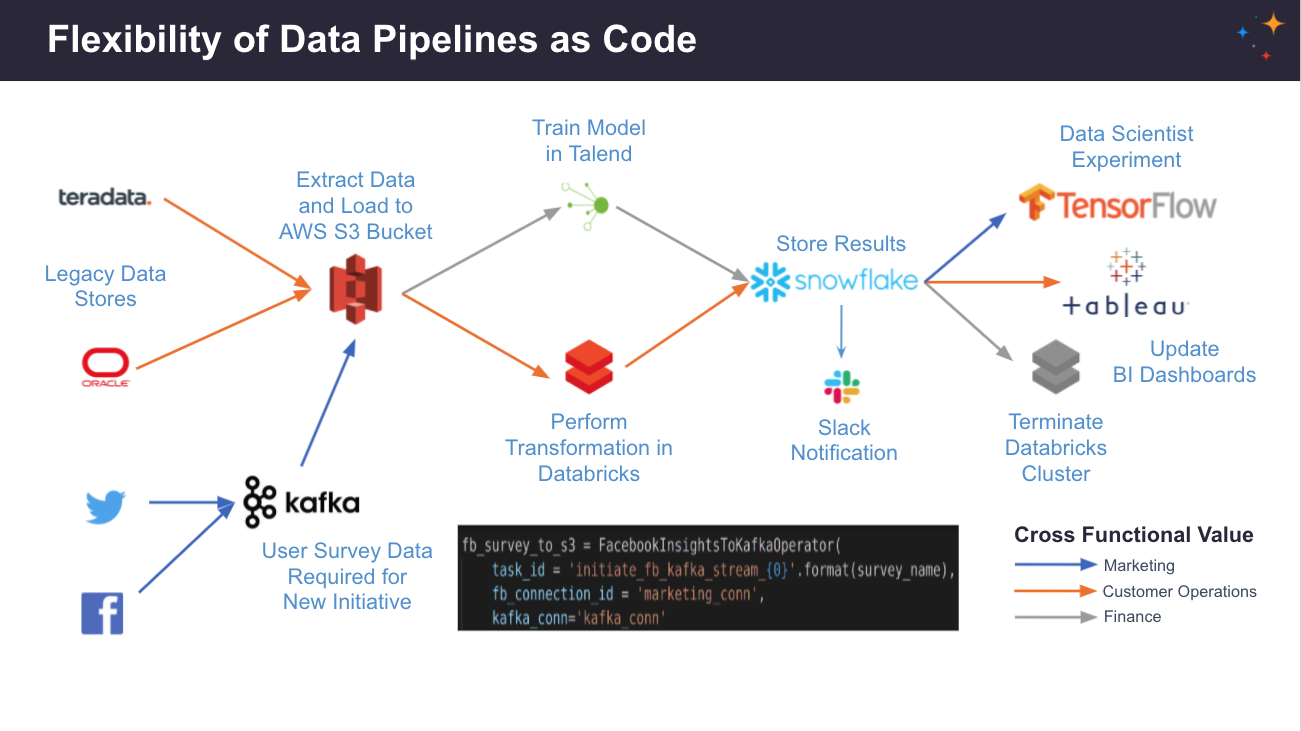 Flexibility of Data Pipelines as Code
Train Model
in Talend
Data Scientist
Experiment
Extract Data
and Load to
AWS S3 Bucket
teradata.
TensorFlow
Store Results
snowflake
Legacy Data
Stores
+ableau
ORACLE
Update
BI Dashboards
Perform
Transformation in
Databricks
Slack
Notification
Terminate
Databricks
Cluster
kafka
User Survey Data
Required for
New Initiative
fb_survey_to_s3 = FacebookInsightsToKafkaOperator(
task_id = 'initiate_fb_kafka_stream_{0}'.format(survey_name),
fb_connection_id = 'marketing_conn',
kafka_conn='kafka_conn'
Cross Functional Value
Marketing
Customer Operations
Finance